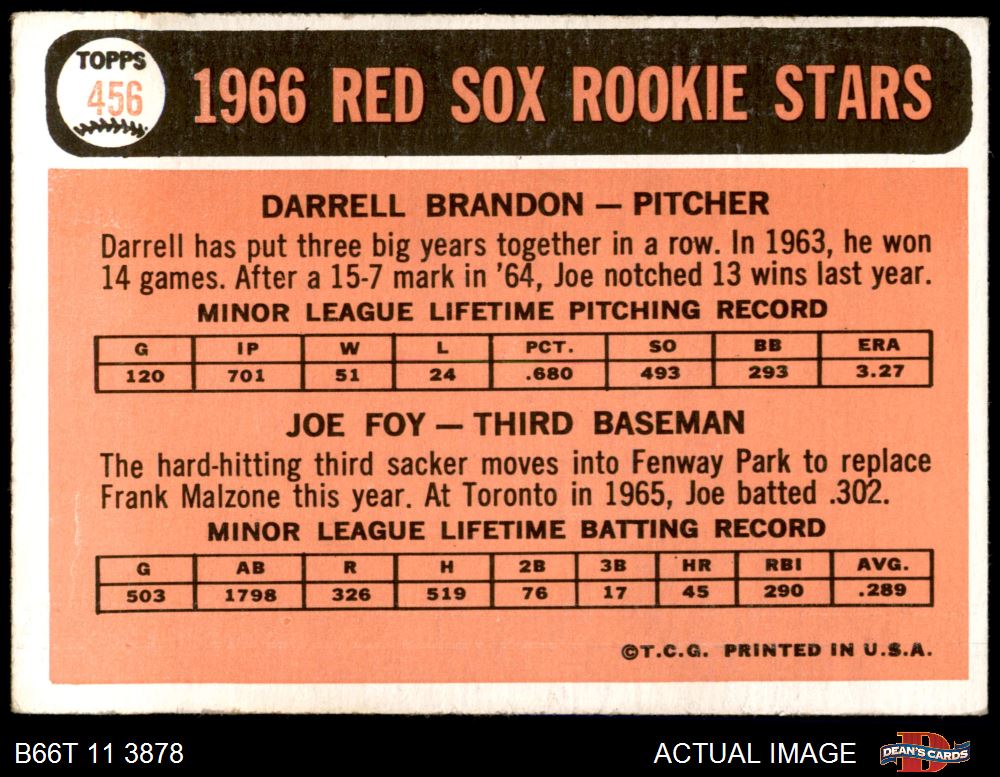 TOPPS
456
1966 RED SOX ROOKIE STARS
DARRELL BRANDON — PITCHER
Darrell has put three big years together in a row. In 1963, he won
14 games. After a 15-7 mark in '64, Joe notched 13 wins last year.
MINOR LEAGUE LIFETIME PITCHING RECORD
G IP W L PCT. SO BB ERA
120 701 51 24 .680 493 293 3.27
JOE FOY — THIRD BASEMAN
The hard-hitting third sacker moves into Fenway Park to replace
Frank Malzone this year. At Toronto in 1965, Joe batted .302.
MINOR LEAGUE LIFETIME BATTING RECORD
G AB R H 2B 3B HR RBI AVG.
503 1798 326 519 76 17 45 290 .289
©T.C.G. PRINTED IN U.S.A.
B66T 11 3878 ACTUAL IMAGE D DEAN'S CARDS